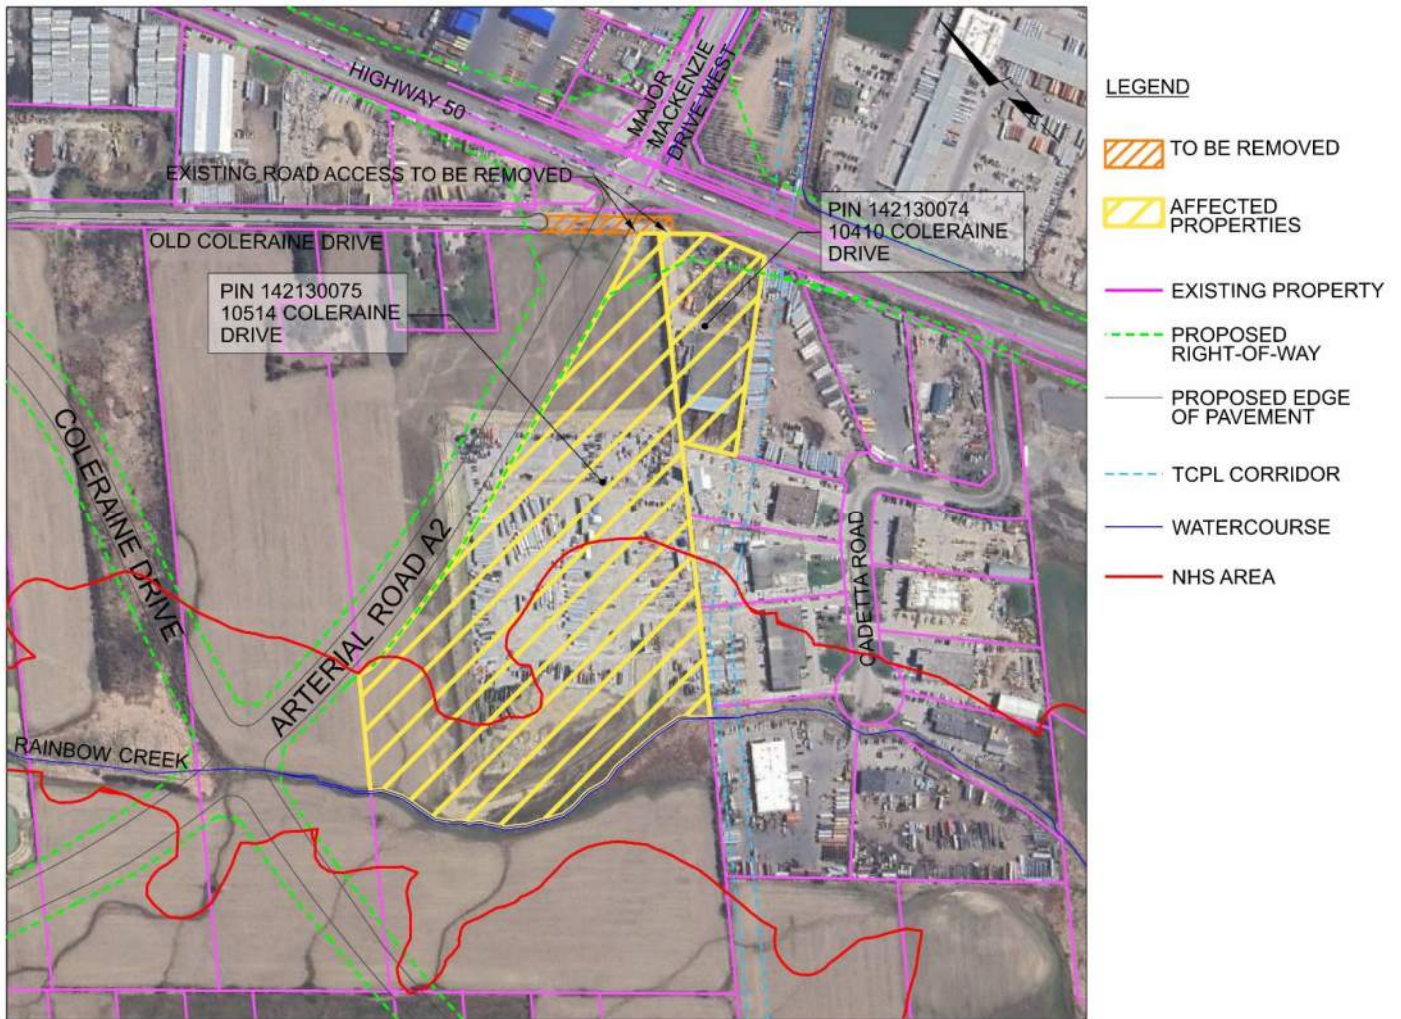 HIGHWAY 50
MAJOR
MACKENZIE
DRIVE WEST
EXISTING ROAD ACCESS TO BE REMOVED
PIN 142130074
10410 COLERAINE
DRIVE
OLD COLERAINE DRIVE
PIN 142130075
10514 COLERAINE
DRIVE
COLERAINE DRIVE
ARTERIAL ROAD A2
CADETTA ROAD
RAINBOW CREEK
LEGEND
TO BE REMOVED
AFFECTED
PROPERTIES
EXISTING PROPERTY
PROPOSED
RIGHT-OF-WAY
PROPOSED EDGE
OF PAVEMENT
TCPL CORRIDOR
WATERCOURSE
NHS AREA